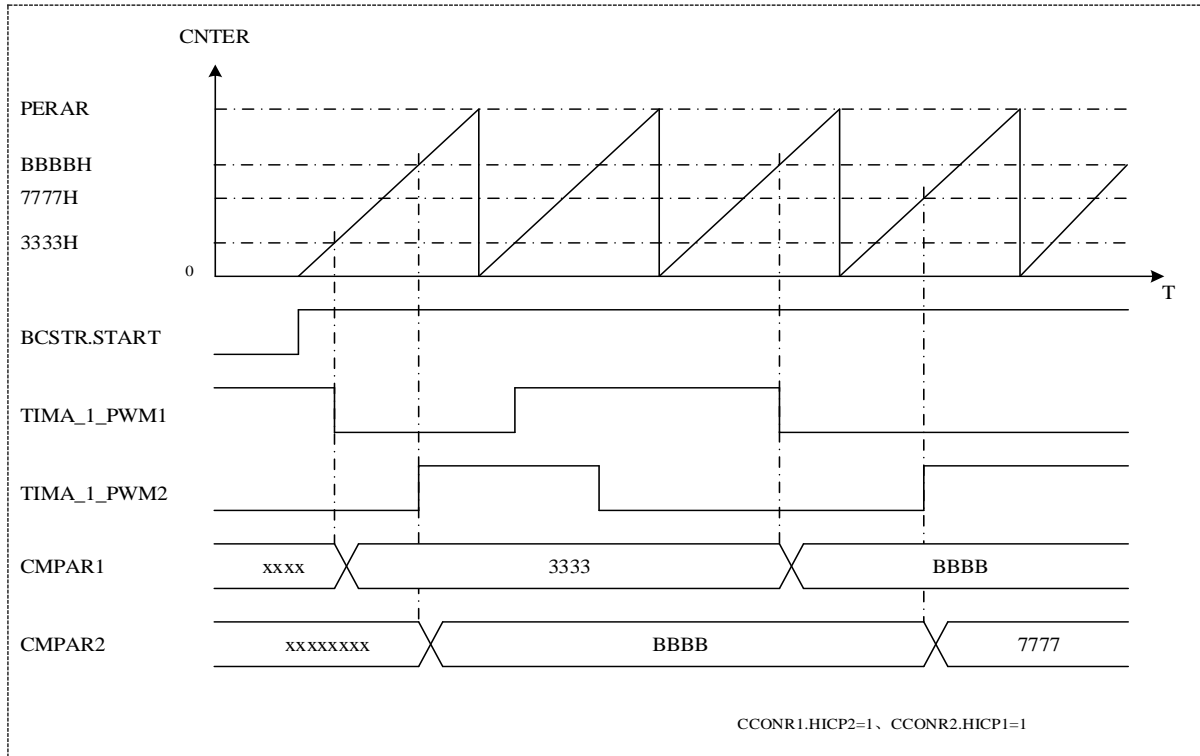 CNTER
PERAR
BBBBH
7777H
3333H
0
T
BCSTR.START
TIMA_1_PWM1
TIMA_1_PWM2
CMPAR1 xxxx 3333 BBBB
CMPAR2 xxxxxxxx BBBB 7777
CCONR1.HICP2=1、CCONR2.HICP1=1